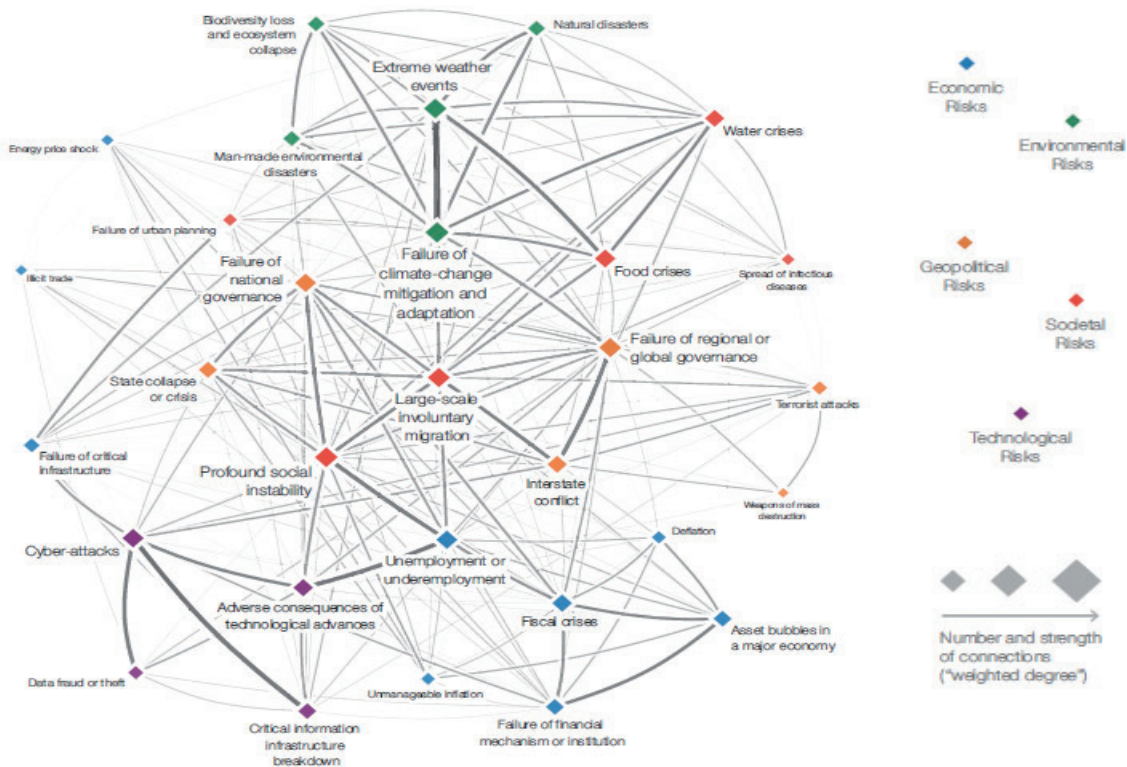 Biodiversity loss
and ecosystem
collapse
Natural disasters
Extreme weather
events
Water crises
Energy price shock
Man-made environmental
disasters
Failure of urban planning
Failure of
national
governance
Failure of
climate-change
mitigation and
adaptation
Food crises
Spread of infectious
diseases
Illicit trade
State collapse
or crisis
Failure of regional or
global governance
Large-scale
involuntary
migration
Terrorist attacks
Failure of critical
infrastructure
Profound social
instability
Interstate
conflict
Weapons of mass
destruction
Cyber-attacks
Unemployment or
underemployment
Deflation
Adverse consequences of
technological advances
Fiscal crises
Asset bubbles in
a major economy
Data fraud or theft
Unmanageable inflation
Critical information
infrastructure
breakdown
Failure of financial
mechanism or institution
Economic
Risks
Environmental
Risks
Geopolitical
Risks
Societal
Risks
Technological
Risks
Number and strength
of connections
("weighted degree")